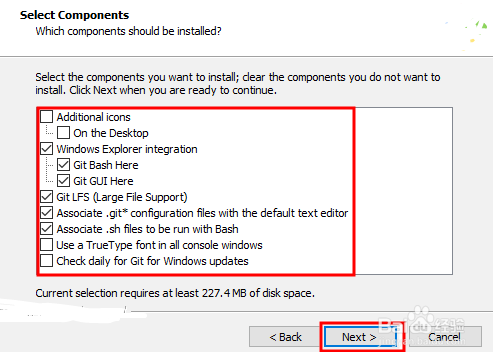 Select Components
Which components should be installed?
Select the components you want to install; clear the components you do not want to
install. Click Next when you are ready to continue.
Additional icons
On the Desktop
Windows Explorer integration
Git Bash Here
Git GUI Here
Git LFS (Large File Support)
Associate .git* configuration files with the default text editor
Associate .sh files to be run with Bash
Use a TrueType font in all console windows
Check daily for Git for Windows updates
Current selection requires at least 227.4 MB of disk space.
< Back
Next >
Cancel